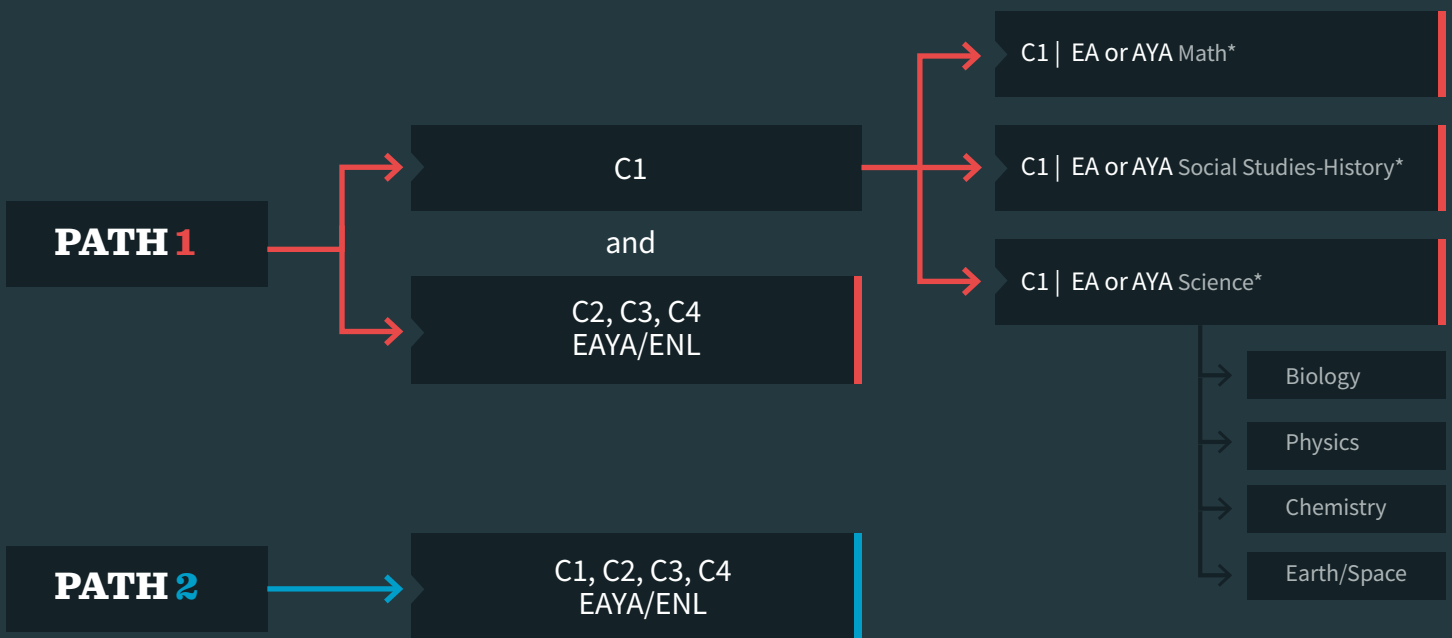 PATH 1
C1
and
C2, C3, C4
EAYA/ENL
C1 | EA or AYA Math*
C1 | EA or AYA Social Studies-History*
C1 | EA or AYA Science*
Biology
Physics
Chemistry
Earth/Space
PATH 2
C1, C2, C3, C4
EAYA/ENL